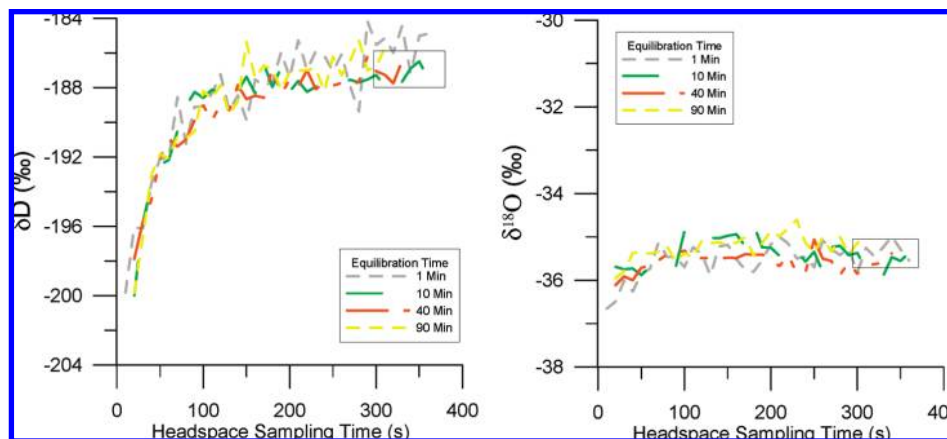 -184
-188
-192
-196
-200
-204
δD (‰)
Equilibration Time
1 Min
10 Min
40 Min
90 Min
0 100 200 300 400
Headspace Sampling Time (s)
-30
-32
-34
-36
-38
δ¹⁸O (‰)
Equilibration Time
1 Min
10 Min
40 Min
90 Min
0 100 200 300 40
Headspace Sampling Time (s)